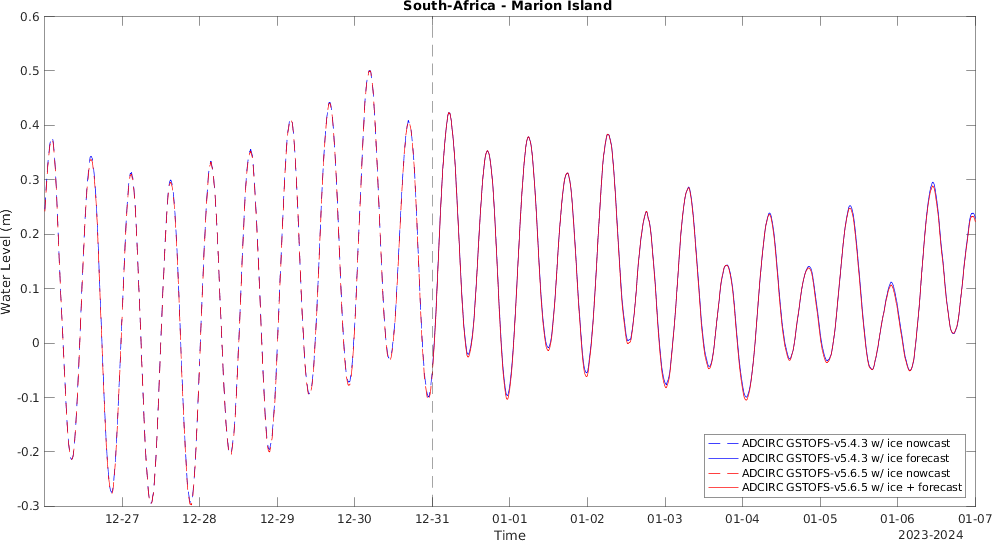 South-Africa - Marion Island
0.6
0.5
0.4
0.3
0.2
0.1
0
-0.1
-0.2
-0.3
Water Level (m)
12-27 12-28 12-29 12-30 12-31 01-01 01-02 01-03 01-04 01-05 01-06 01-07
Time
2023-2024
ADCIRC GSTOFS-v5.4.3 w/ ice nowcast
ADCIRC GSTOFS-v5.4.3 w/ ice forecast
ADCIRC GSTOFS-v5.6.5 w/ ice nowcast
ADCIRC GSTOFS-v5.6.5 w/ ice + forecast